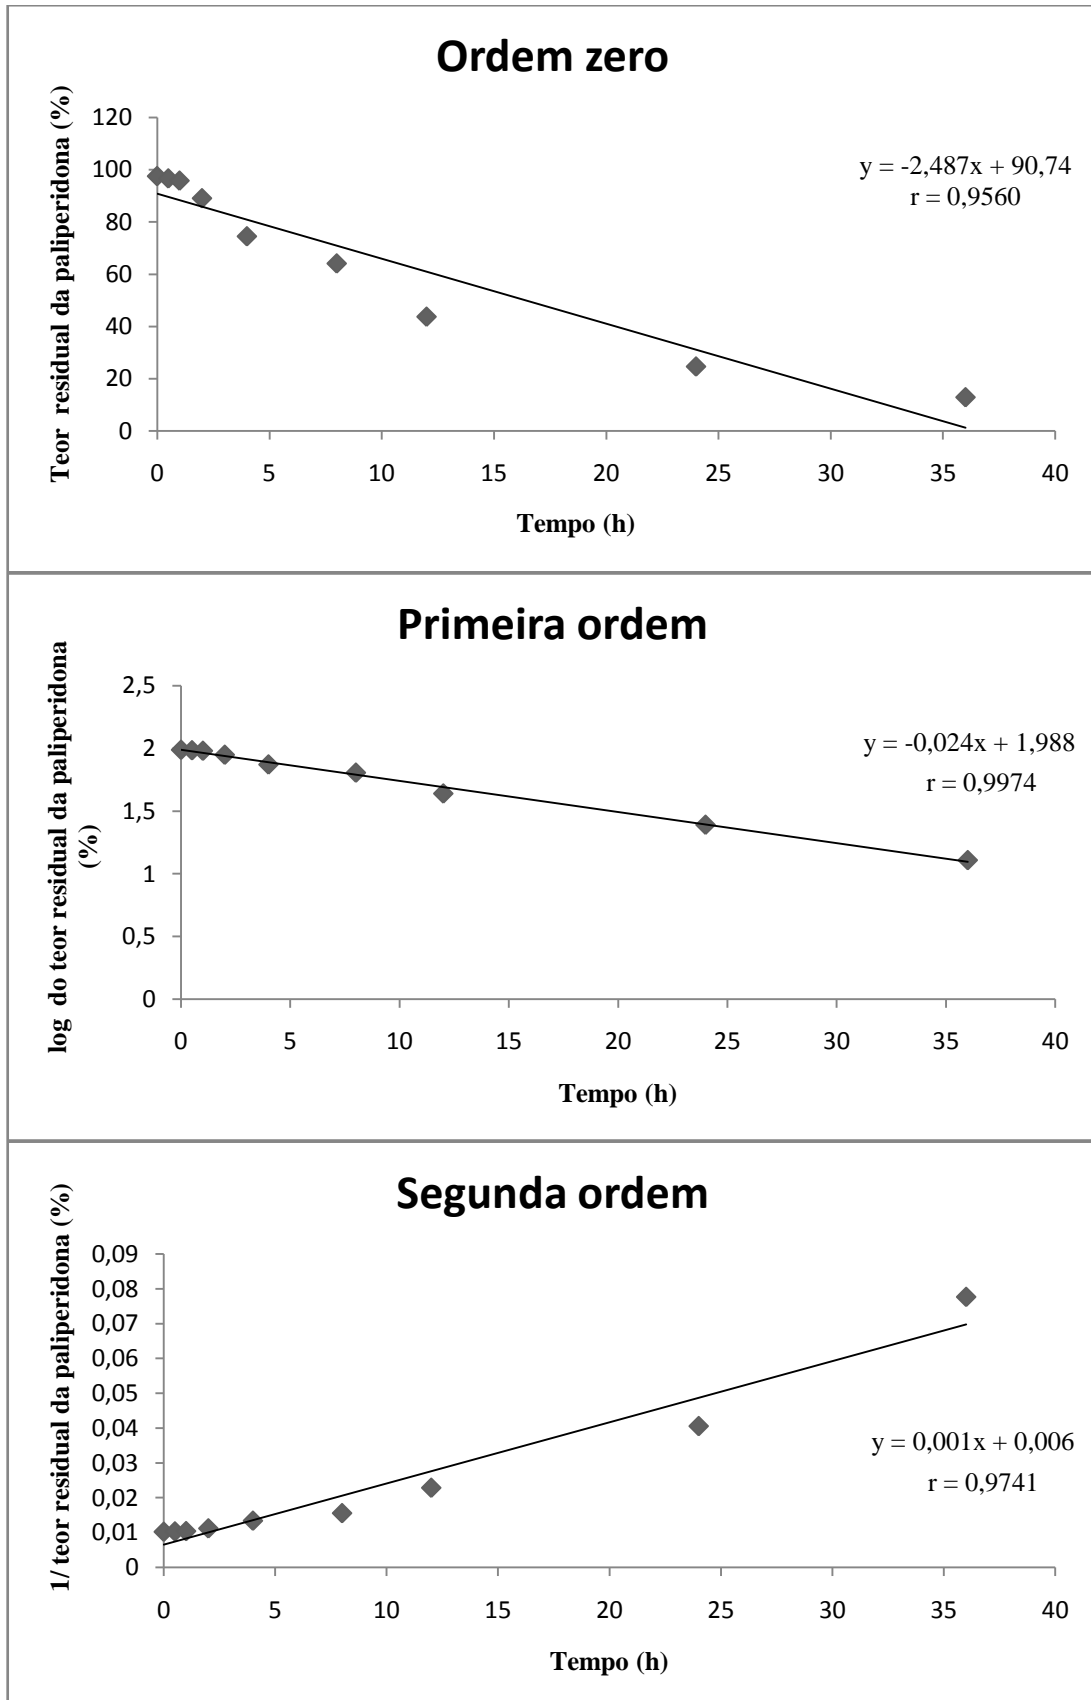 Ordem zero
Teor residual da paliperidona (%)
120
100
80
60
40
20
0
y = -2,487x + 90,74
r = 0,9560
0 5 10 15 20 25 30 35 40
Tempo (h)
Primeira ordem
log do teor residual da paliperidona
(%)
2,5
2
1,5
1
0,5
0
y = -0,024x + 1,988
r = 0,9974
0 5 10 15 20 25 30 35 40
Tempo (h)
Segunda ordem
1/ teor residual da paliperidona (%)
0,09
0,08
0,07
0,06
0,05
0,04
0,03
0,02
0,01
0
y = 0,001x + 0,006
r = 0,9741
0 5 10 15 20 25 30 35 40
Tempo (h)